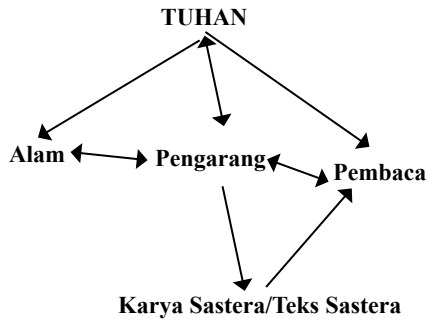 TUHAN
Alam
Pengarang
Pembaca
Karya Sastera/Teks Sastera